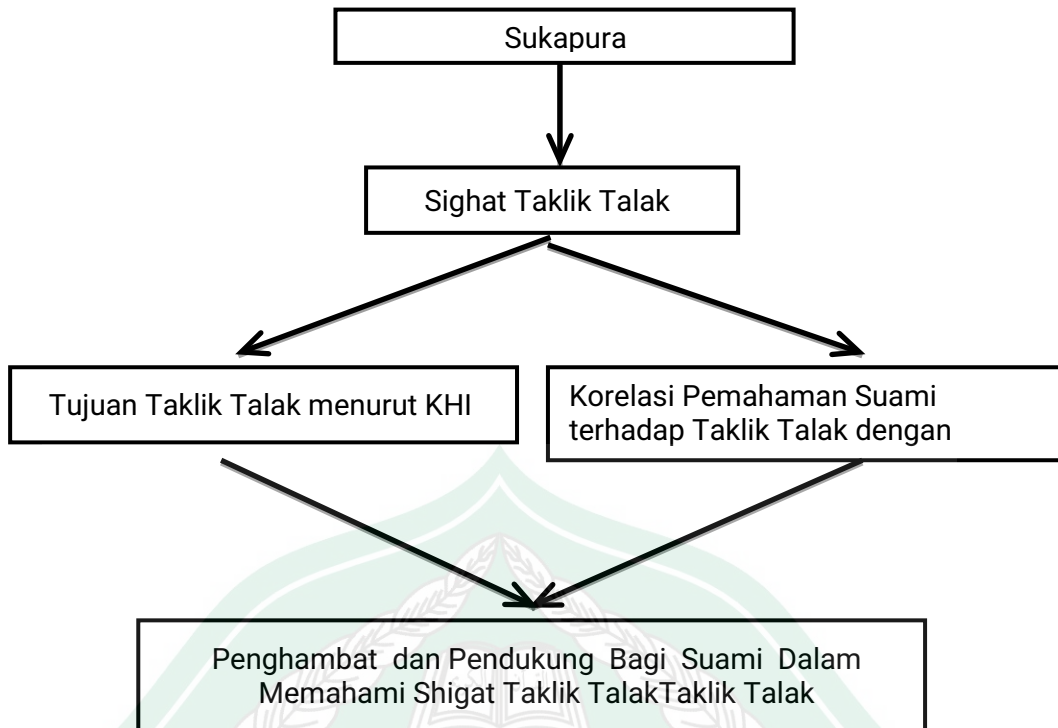 Sukapura
Sighat Taklik Talak
Tujuan Taklik Talak menurut KHI
Korelasi Pemahaman Suami
terhadap Taklik Talak dengan
Penghambat dan Pendukung Bagi Suami Dalam
Memahami Shigat Taklik TalakTaklik Talak